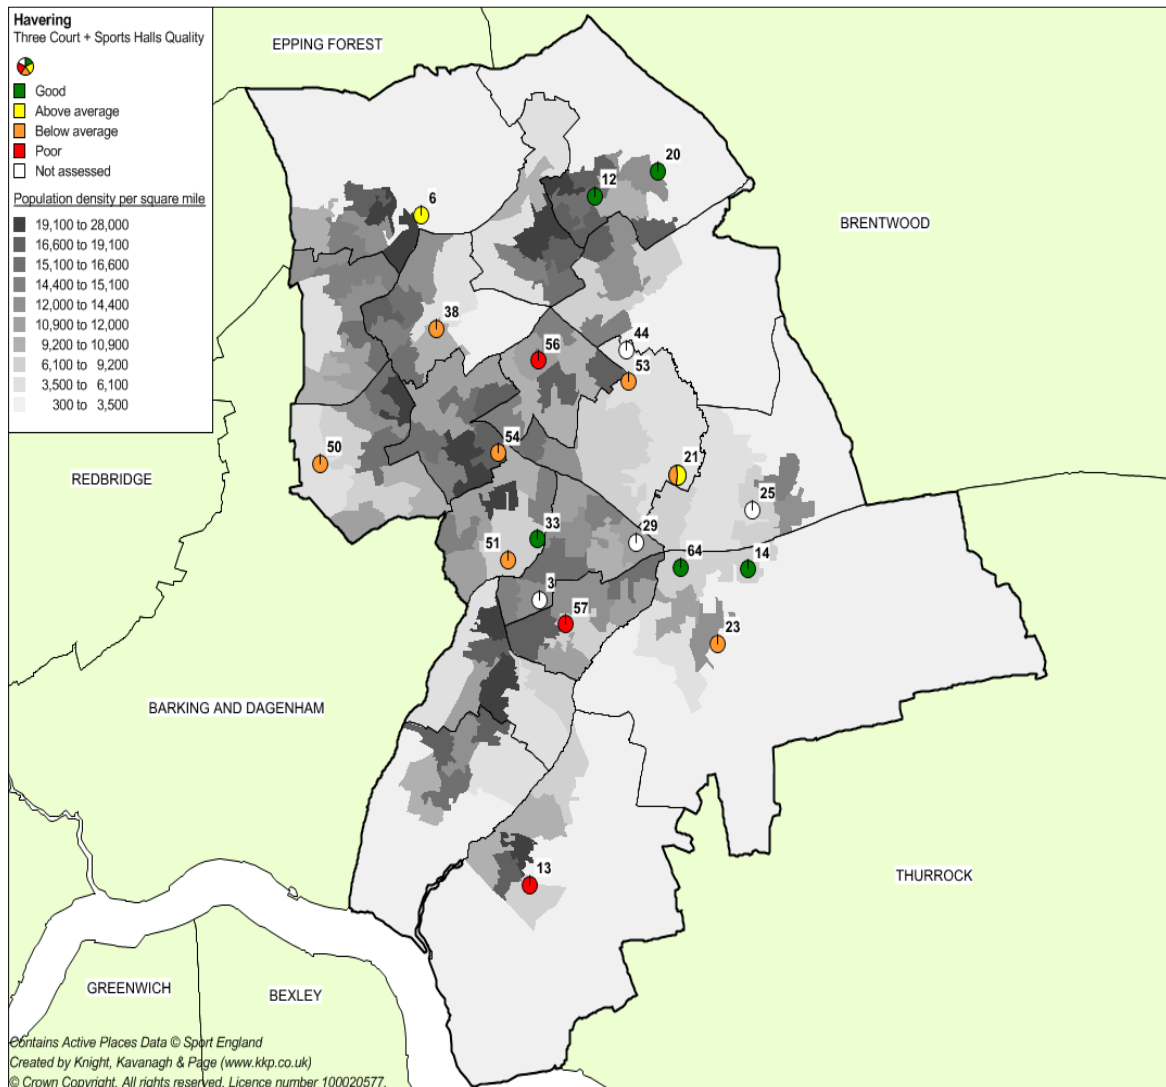 Havering
Three Court + Sports Halls Quality
Good
Above average
Below average
Poor
Not assessed
Population density per square mile
19,100 to 28,000
16,600 to 19,100
15,100 to 16,600
14,400 to 15,100
12,000 to 14,400
10,900 to 12,000
9,200 to 10,900
6,100 to 9,200
3,500 to 6,100
300 to 3,500
EPPING FOREST
20
12
6
BRENTWOOD
38
44
56
53
54
50
21
REDBRIDGE
25
33
29
51
64
14
3
57
23
BARKING AND DAGENHAM
13
THURROCK
GREENWICH
BEXLEY
Contains Active Places Data © Sport England
Created by Knight, Kavanagh & Page (www.kkp.co.uk)
© Crown Copyright. All rights reserved. Licence number 100020577.